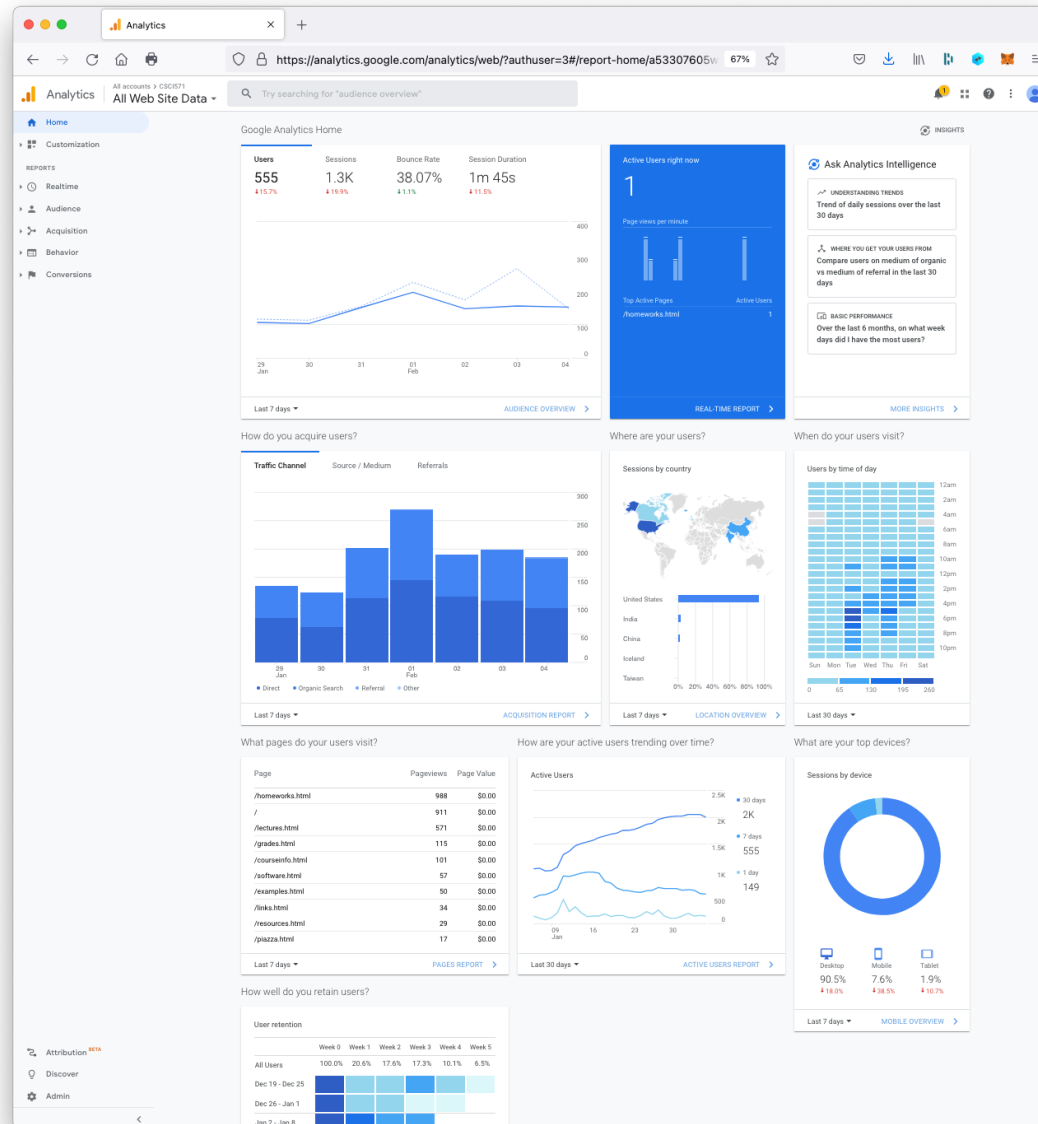 Analytics
https://analytics.google.com/analytics/web/?authuser=3#/report-home/a53307605w
67%
Analytics
All accounts > CSCI571
All Web Site Data
Try searching for "audience overview"
1
Home
Customization
REPORTS
Realtime
Audience
Acquisition
Behavior
Conversions
Attribution BETA
Discover
Admin
Google Analytics Home
INSIGHTS
Users Sessions Bounce Rate Session Duration
555 1.3K 38.07% 1m 45s
↓15.7% ↓19.9% ↓1.1% ↓11.5%
400
300
200
100
0
29 30 31 01 02 03 04
Jan Feb
Last 7 days
AUDIENCE OVERVIEW
Active Users right now
1
Page views per minute
Top Active Pages Active Users
/homeworks.html 1
REAL-TIME REPORT
Ask Analytics Intelligence
UNDERSTANDING TRENDS
Trend of daily sessions over the last
30 days
WHERE YOU GET YOUR USERS FROM
Compare users on medium of organic
vs medium of referral in the last 30
days
BASIC PERFORMANCE
Over the last 6 months, on what week
days did I have the most users?
MORE INSIGHTS
How do you acquire users?
Traffic Channel Source / Medium Referrals
300
250
200
150
100
50
0
29 30 31 01 02 03 04
Jan Feb
Direct Organic Search Referral Other
Last 7 days
ACQUISITION REPORT
Where are your users?
Sessions by country
United States
India
China
Iceland
Taiwan
0% 20% 40% 60% 80% 100%
Last 7 days
LOCATION OVERVIEW
When do your users visit?
Users by time of day
12am
2am
4am
6am
8am
10am
12pm
2pm
4pm
6pm
8pm
10pm
Sun Mon Tue Wed Thu Fri Sat
0 65 130 195 260
Last 30 days
What pages do your users visit?
Page Pageviews Page Value
/homeworks.html 988 $0.00
/ 911 $0.00
/lectures.html 571 $0.00
/grades.html 115 $0.00
/courseinfo.html 101 $0.00
/software.html 57 $0.00
/examples.html 50 $0.00
/links.html 34 $0.00
/resources.html 29 $0.00
/piazza.html 17 $0.00
Last 7 days
PAGES REPORT
How are your active users trending over time?
Active Users
2.5K
2K
1.5K
1K
500
0
09 16 23 30
Jan
30 days
2K
7 days
555
1 day
149
Last 30 days
ACTIVE USERS REPORT
What are your top devices?
Sessions by device
Desktop Mobile Tablet
90.5% 7.6% 1.9%
↓18.0% ↓38.5% ↓10.7%
Last 7 days
MOBILE OVERVIEW
How well do you retain users?
User retention
Week 0 Week 1 Week 2 Week 3 Week 4 Week 5
All Users 100.0% 20.6% 17.6% 17.3% 10.1% 6.5%
Dec 19 - Dec 25
Dec 26 - Jan 1
Jan 2 - Jan 8